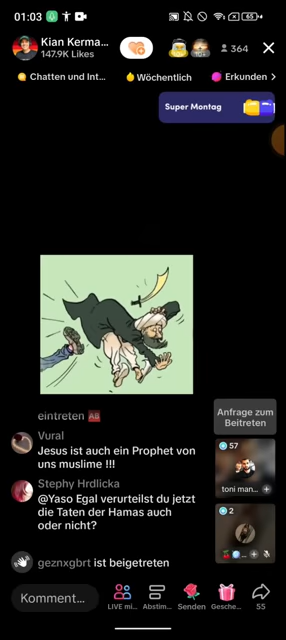 01:03
65
Kian Kerma...
147.9K Likes
364
Chatten und Int...
Wöchentlich
Erkunden
Super Montag
eintreten AB
Vural
Jesus ist auch ein Prophet von
uns muslime !!!
Stephy Hrdlicka
@Yaso Egal verurteilst du jetzt
die Taten der Hamas auch
oder nicht?
geznxgbrt ist beigetreten
Anfrage zum
Beitreten
57
toni man...
2
Komment...
LIVE mi...
Abstim...
Senden
Gesche...
55